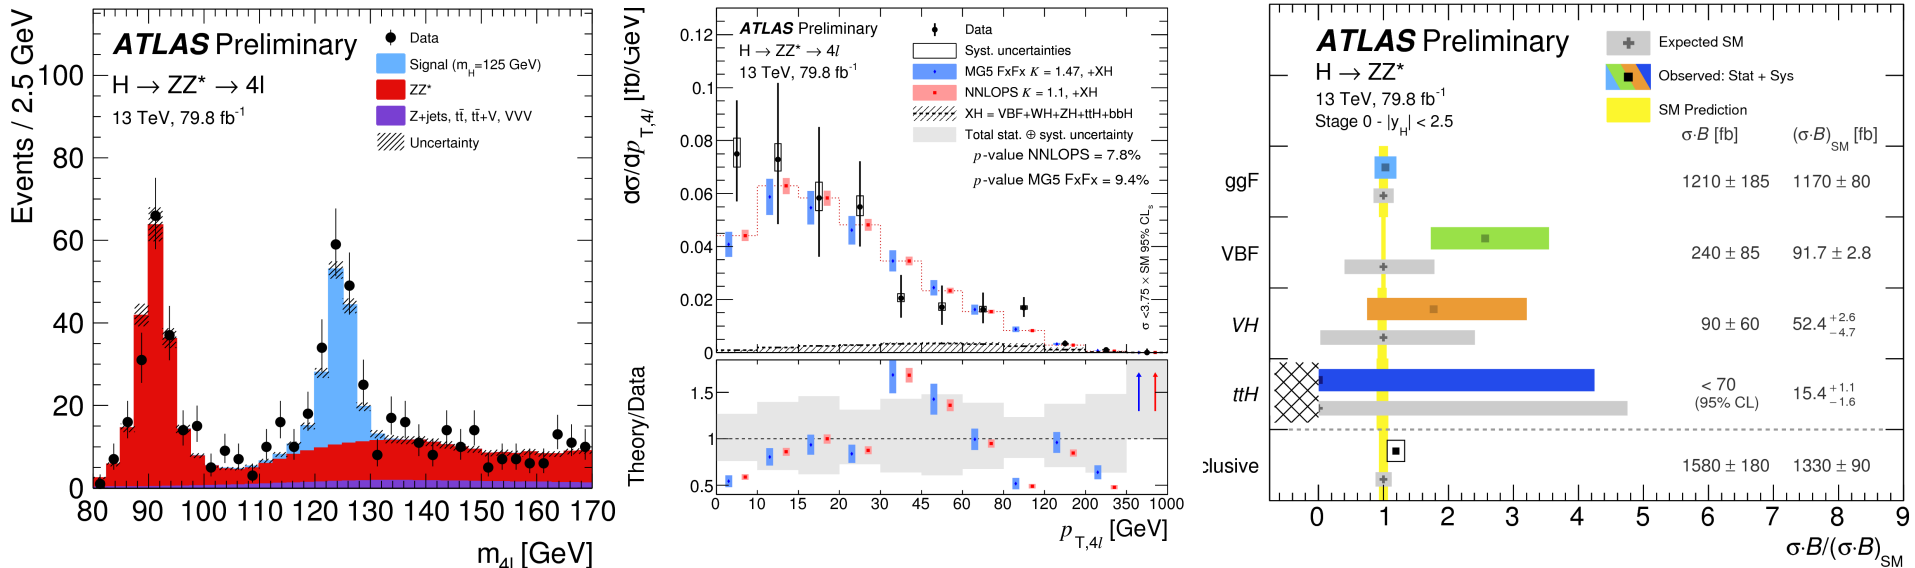 ATLAS Preliminary
H → ZZ* → 4l
13 TeV, 79.8 fb⁻¹
Data
Signal (m_H=125 GeV)
ZZ*
Z+jets, tt̄, tt̄+V, VVV
Uncertainty
Events / 2.5 GeV
100
80
60
40
20
0
80 90 100 110 120 130 140 150 160 170
m_4l [GeV]
ATLAS Preliminary
H → ZZ* → 4l
13 TeV, 79.8 fb⁻¹
Data
Syst. uncertainties
MG5 FxFx K = 1.47, +XH
NNLOPS K = 1.1, +XH
XH = VBF+WH+ZH+ttH+bbH
Total stat. ⊕ syst. uncertainty
p-value NNLOPS = 7.8%
p-value MG5 FxFx = 9.4%
σ <3.75 × SM 95% CL_s
dσ/dp_T,4l [fb/GeV]
0.12
0.1
0.08
0.06
0.04
0.02
0
Theory/Data
1.5
1
0.5
0 10 15 20 30 45 60 80 120 200 350 1000
p_T,4l [GeV]
ATLAS Preliminary
H → ZZ*
13 TeV, 79.8 fb⁻¹
Stage 0 - |y_H| < 2.5
Expected SM
Observed: Stat + Sys
SM Prediction
σ·B [fb] (σ·B)_SM [fb]
ggF 1210 ± 185 1170 ± 80
VBF 240 ± 85 91.7 ± 2.8
VH 90 ± 60 52.4 +2.6 −4.7
ttH < 70 (95% CL) 15.4 +1.1 −1.6
clusive 1580 ± 180 1330 ± 90
0 1 2 3 4 5 6 7 8 9
σ·B/(σ·B)_SM